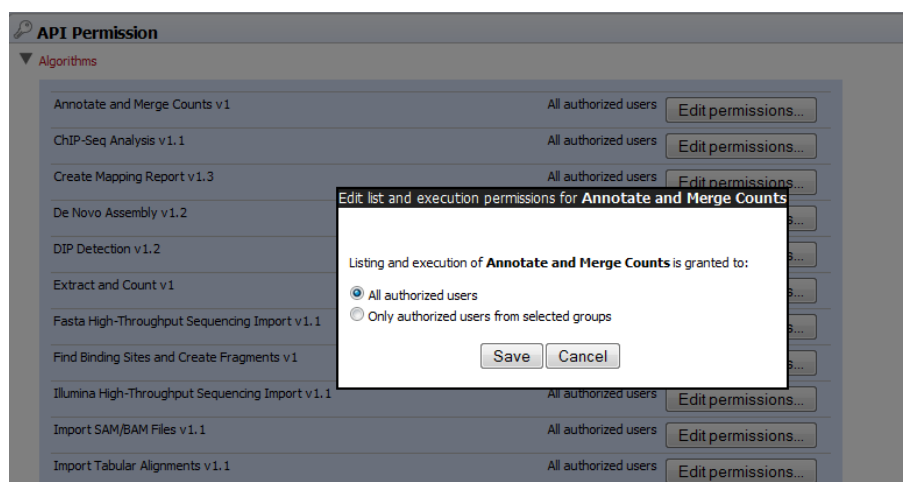 API Permission
Algorithms
Annotate and Merge Counts v1 All authorized users Edit permissions...
ChIP-Seq Analysis v1.1 All authorized users Edit permissions...
Create Mapping Report v1.3 All authorized users Edit permissions...
Edit list and execution permissions for Annotate and Merge Counts
De Novo Assembly v1.2
DIP Detection v1.2
Listing and execution of Annotate and Merge Counts is granted to:
Extract and Count v1
All authorized users
Fasta High-Throughput Sequencing Import v1.1
Only authorized users from selected groups
Find Binding Sites and Create Fragments v1
Save Cancel
Illumina High-Throughput Sequencing Import v1.1 All authorized users Edit permissions...
Import SAM/BAM Files v1.1 All authorized users Edit permissions...
Import Tabular Alignments v1.1 All authorized users Edit permissions...